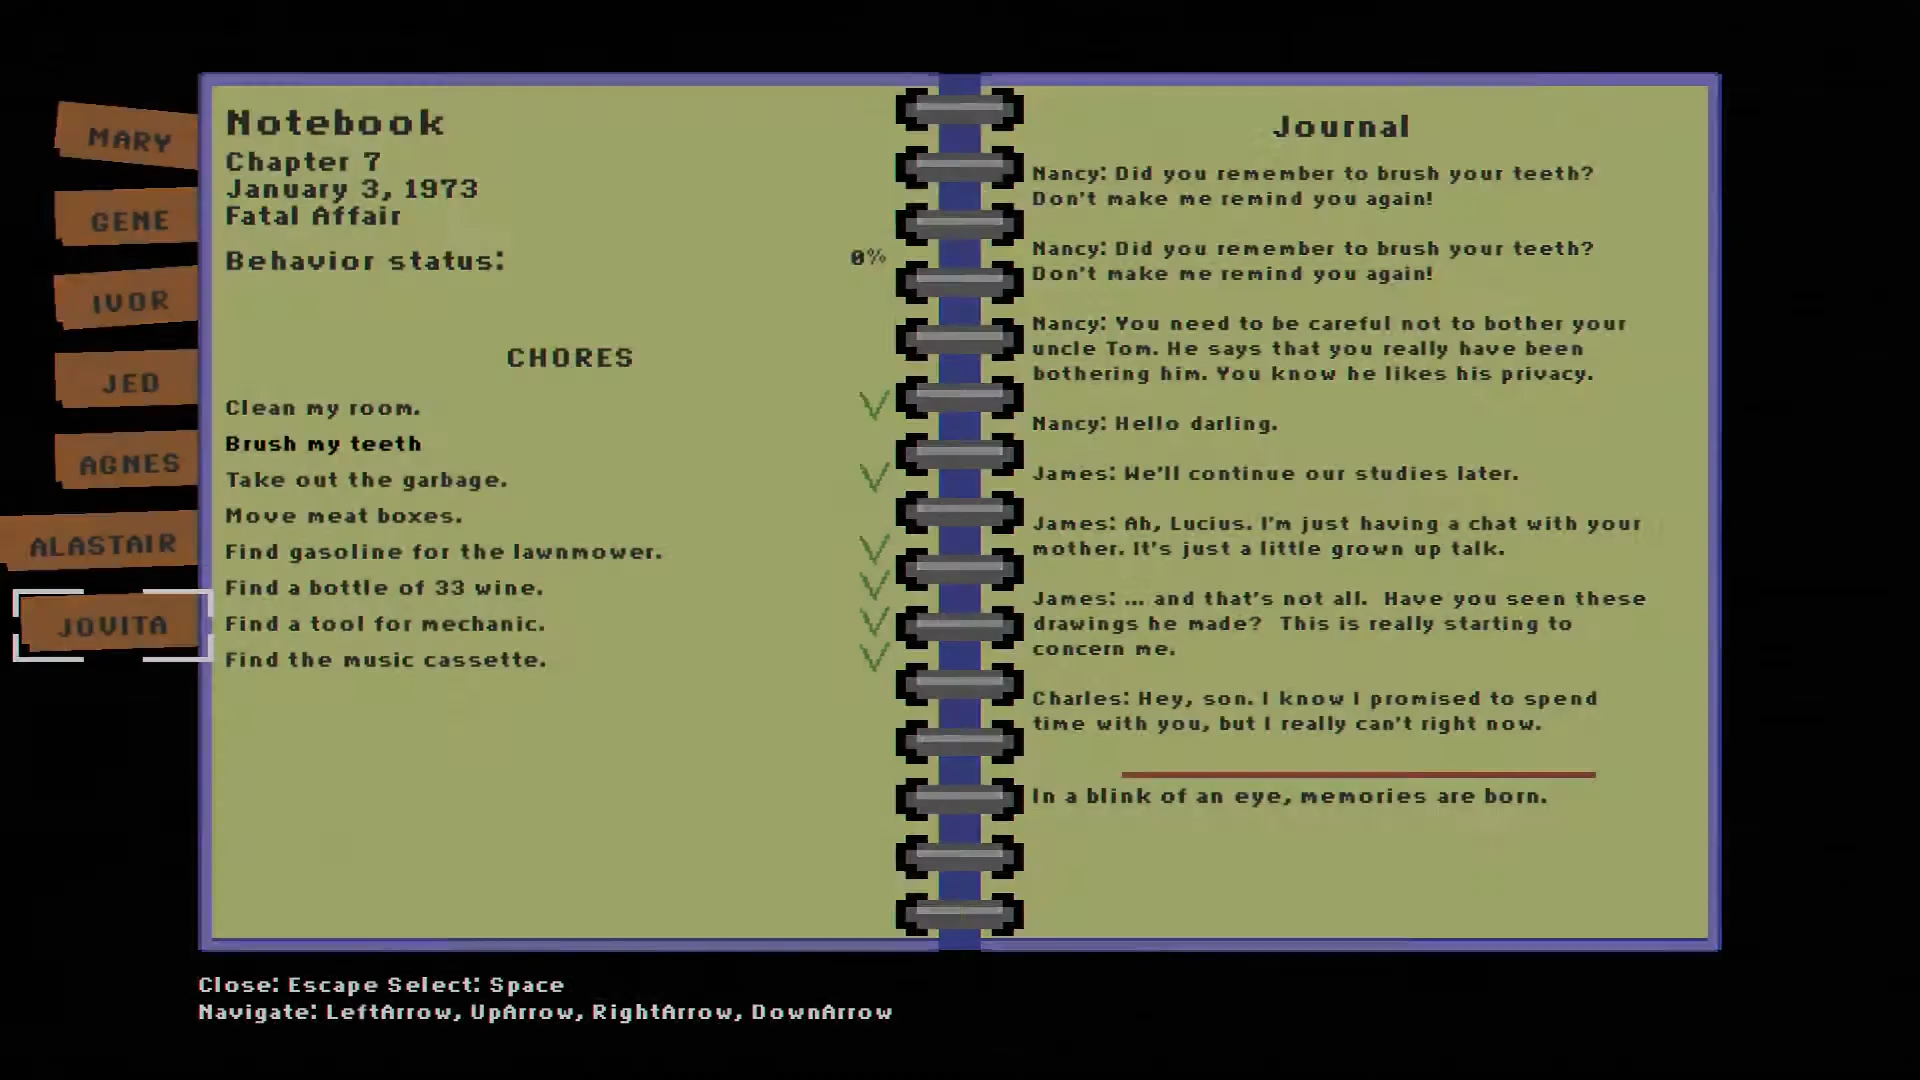 MARY
GENE
IVOR
JED
AGNES
ALASTAIR
JOVITA
Notebook
Chapter 7
January 3, 1973
Fatal Affair
Behavior status:
0%
CHORES
Clean my room.
Brush my teeth
Take out the garbage.
Move meat boxes.
Find gasoline for the lawnmower.
Find a bottle of 33 wine.
Find a tool for mechanic.
Find the music cassette.
Journal
Nancy: Did you remember to brush your teeth?
Don't make me remind you again!
Nancy: Did you remember to brush your teeth?
Don't make me remind you again!
Nancy: You need to be careful not to bother your
uncle Tom. He says that you really have been
bothering him. You know he likes his privacy.
Nancy: Hello darling.
James: We'll continue our studies later.
James: Ah, Lucius. I'm just having a chat with your
mother. It's just a little grown up talk.
James: ... and that's not all. Have you seen these
drawings he made? This is really starting to
concern me.
Charles: Hey, son. I know I promised to spend
time with you, but I really can't right now.
In a blink of an eye, memories are born.
Close: Escape Select: Space
Navigate: LeftArrow, UpArrow, RightArrow, DownArrow